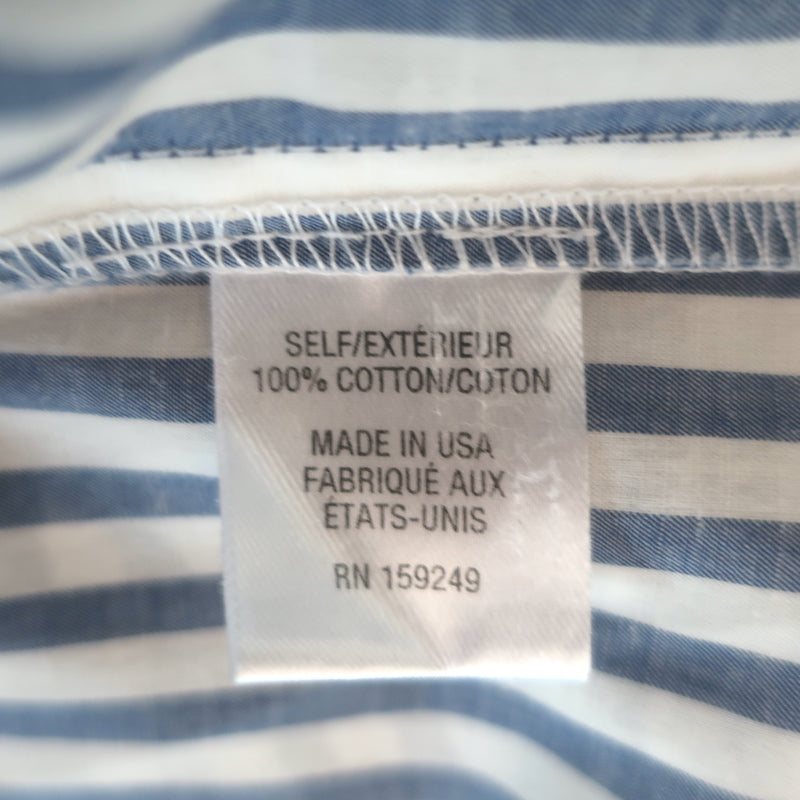 SELF/EXTÉRIEUR
100% COTTON/COTON
MADE IN USA
FABRIQUÉ AUX
ÉTATS-UNIS
RN 159249